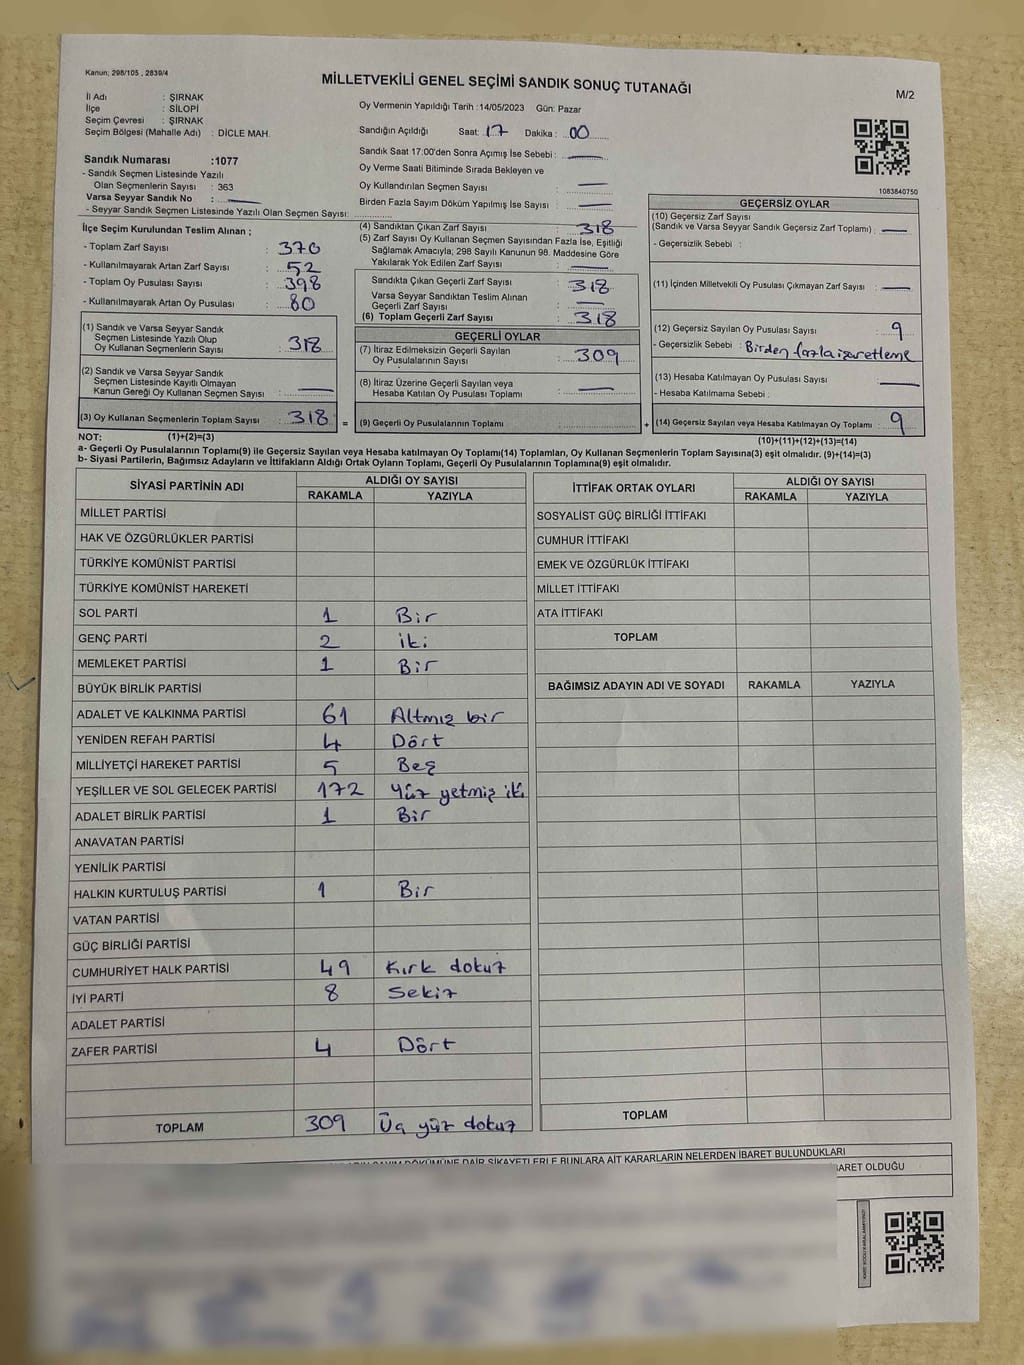 Kanun; 298/105 , 2839/4
MİLLETVEKİLİ GENEL SEÇİMİ SANDIK SONUÇ TUTANAĞI
M/2
İl Adı : ŞIRNAK
İlçe : SİLOPİ
Seçim Çevresi : ŞIRNAK
Seçim Bölgesi (Mahalle Adı) : DİCLE MAH.
Sandık Numarası :1077
- Sandık Seçmen Listesinde Yazılı
Olan Seçmenlerin Sayısı : 363
Varsa Seyyar Sandık No :
- Seyyar Sandık Seçmen Listesinde Yazılı Olan Seçmen Sayısı:
Oy Vermenin Yapıldığı Tarih :14/05/2023 Gün: Pazar
Sandığın Açıldığı Saat: 17 Dakika : 00
Sandık Saat 17:00'den Sonra Açımış İse Sebebi : —
Oy Verme Saati Bitiminde Sırada Bekleyen ve
Oy Kullandırılan Seçmen Sayısı : —
Birden Fazla Sayım Döküm Yapılmış İse Sayısı : —
1083840750
İlçe Seçim Kurulundan Teslim Alınan ;
- Toplam Zarf Sayısı : 370
- Kullanılmayarak Artan Zarf Sayısı : 52
- Toplam Oy Pusulası Sayısı : 398
- Kullanılmayarak Artan Oy Pusulası : 80
(1) Sandık ve Varsa Seyyar Sandık
Seçmen Listesinde Yazılı Olup
Oy Kullanan Seçmenlerin Sayısı : 318
(2) Sandık ve Varsa Seyyar Sandık
Seçmen Listesinde Kayıtlı Olmayan
Kanun Gereği Oy Kullanan Seçmen Sayısı : —
(3) Oy Kullanan Seçmenlerin Toplam Sayısı : 318
(4) Sandıktan Çıkan Zarf Sayısı : 318
(5) Zarf Sayısı Oy Kullanan Seçmen Sayısından Fazla İse, Eşitliği
Sağlamak Amacıyla; 298 Sayılı Kanunun 98. Maddesine Göre
Yakılarak Yok Edilen Zarf Sayısı : —
Sandıkta Çıkan Geçerli Zarf Sayısı : 318
Varsa Seyyar Sandıktan Teslim Alınan
Geçerli Zarf Sayısı : —
(6) Toplam Geçerli Zarf Sayısı : 318
GEÇERLİ OYLAR
(7) İtiraz Edilmeksizin Geçerli Sayılan
Oy Pusulalarının Sayısı : 309
(8) İtiraz Üzerine Geçerli Sayılan veya
Hesaba Katılan Oy Pusulası Toplamı : —
= (9) Geçerli Oy Pusulalarının Toplamı :
GEÇERSİZ OYLAR
(10) Geçersiz Zarf Sayısı
(Sandık ve Varsa Seyyar Sandık Geçersiz Zarf Toplamı) : —
- Geçersizlik Sebebi :
(11) İçinden Milletvekili Oy Pusulası Çıkmayan Zarf Sayısı : —
(12) Geçersiz Sayılan Oy Pusulası Sayısı : 9
- Geçersizlik Sebebi : Birden fazla işaretleme
(13) Hesaba Katılmayan Oy Pusulası Sayısı : —
- Hesaba Katılmama Sebebi :
+ (14) Geçersiz Sayılan veya Hesaba Katılmayan Oy Toplamı : 9
NOT: (1)+(2)=(3)
(10)+(11)+(12)+(13)=(14)
a- Geçerli Oy Pusulalarının Toplamı(9) ile Geçersiz Sayılan veya Hesaba katılmayan Oy Toplamı(14) Toplamları, Oy Kullanan Seçmenlerin Toplam Sayısına(3) eşit olmalıdır. (9)+(14)=(3)
b- Siyasi Partilerin, Bağımsız Adayların ve İttifakların Aldığı Ortak Oyların Toplamı, Geçerli Oy Pusulalarının Toplamına(9) eşit olmalıdır.
SİYASİ PARTİNİN ADI ALDIĞI OY SAYISI
RAKAMLA YAZIYLA
MİLLET PARTİSİ
HAK VE ÖZGÜRLÜKLER PARTİSİ
TÜRKİYE KOMÜNİST PARTİSİ
TÜRKİYE KOMÜNİST HAREKETİ
SOL PARTİ 1 Bir
GENÇ PARTİ 2 iki
MEMLEKET PARTİSİ 1 Bir
BÜYÜK BİRLİK PARTİSİ
ADALET VE KALKINMA PARTİSİ 61 Altmış bir
YENİDEN REFAH PARTİSİ 4 Dört
MİLLİYETÇİ HAREKET PARTİSİ 5 Beş
YEŞİLLER VE SOL GELECEK PARTİSİ 172 Yüz yetmiş iki
ADALET BİRLİK PARTİSİ 1 Bir
ANAVATAN PARTİSİ
YENİLİK PARTİSİ
HALKIN KURTULUŞ PARTİSİ 1 Bir
VATAN PARTİSİ
GÜÇ BİRLİĞİ PARTİSİ
CUMHURİYET HALK PARTİSİ 49 Kırk dokuz
İYİ PARTİ 8 Sekiz
ADALET PARTİSİ
ZAFER PARTİSİ 4 Dört
TOPLAM 309 Üç yüz dokuz
İTTİFAK ORTAK OYLARI ALDIĞI OY SAYISI
RAKAMLA YAZIYLA
SOSYALİST GÜÇ BİRLİĞİ İTTİFAKI
CUMHUR İTTİFAKI
EMEK VE ÖZGÜRLÜK İTTİFAKI
MİLLET İTTİFAKI
ATA İTTİFAKI
TOPLAM
BAĞIMSIZ ADAYIN ADI VE SOYADI RAKAMLA YAZIYLA
TOPLAM
SAYIM DÖKÜMÜNE DAİR ŞİKAYETLERLE BUNLARA AİT KARARLARIN NELERDEN İBARET BULUNDUKLARI
İBARET OLDUĞU